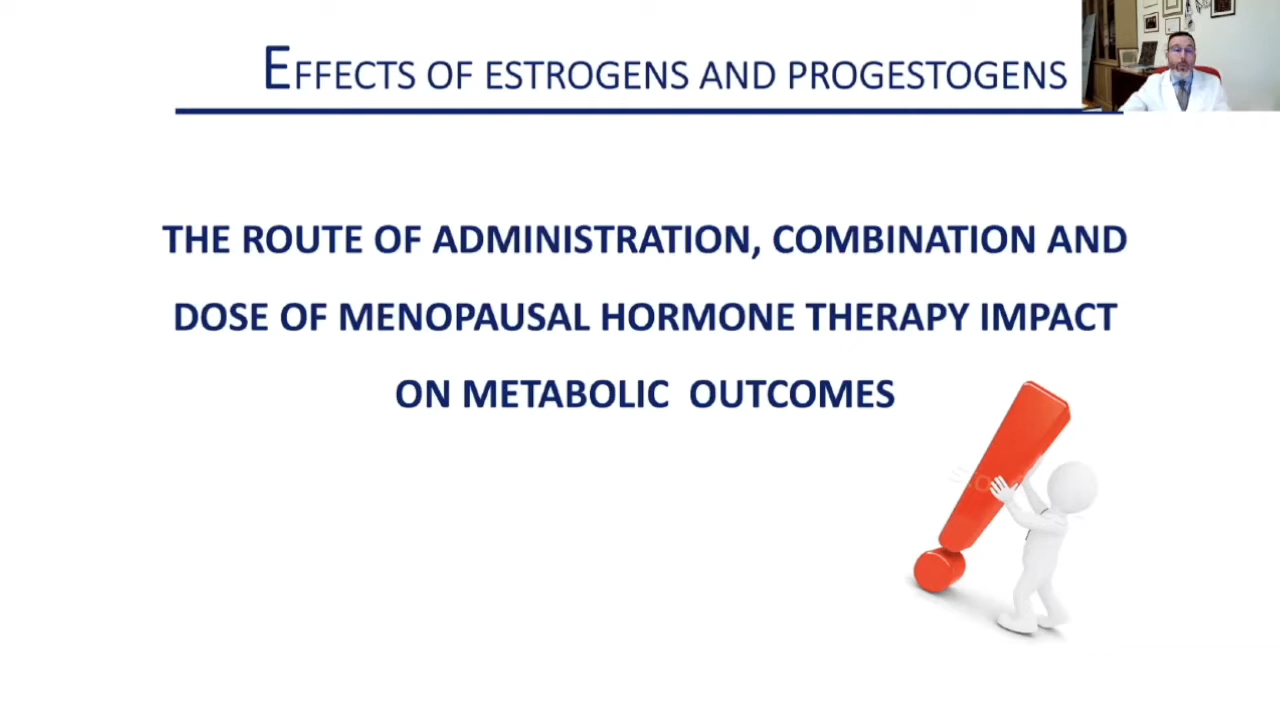 EFFECTS OF ESTROGENS AND PROGESTOGENS
THE ROUTE OF ADMINISTRATION, COMBINATION AND
DOSE OF MENOPAUSAL HORMONE THERAPY IMPACT
ON METABOLIC OUTCOMES